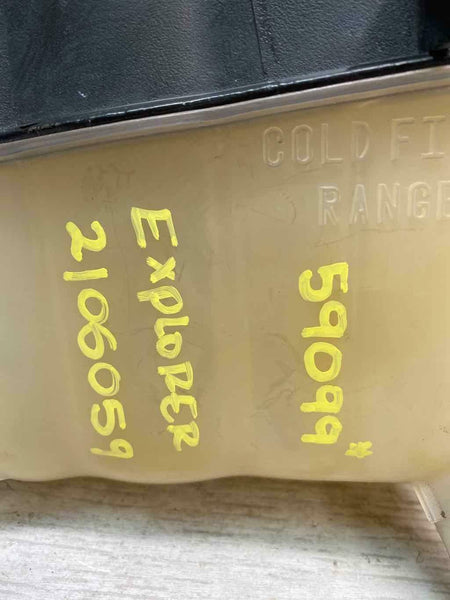 COLD FI
RANGE
59099*
EXPLORER
2106059